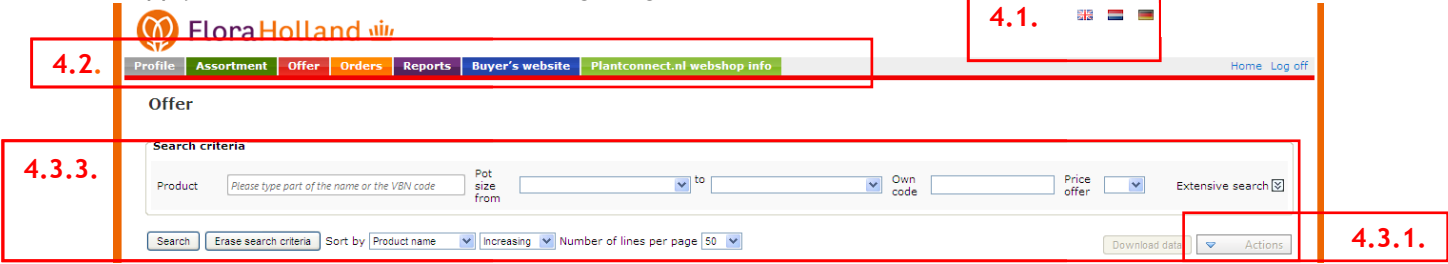 4.1.
FloraHolland
4.2.
Profile Assortment Offer Orders Reports Buyer's website Plantconnect.nl webshop info
Home Log off
Offer
Search criteria
4.3.3.
Product Please type part of the name or the VBN code Pot size from to Own code Price offer Extensive search
Search Erase search criteria Sort by Product name Increasing Number of lines per page 50 Download data Actions
4.3.1.